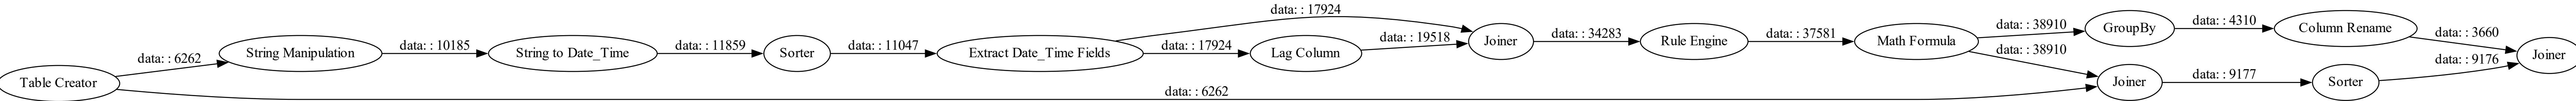 Table Creator
data: : 6262
String Manipulation
data: : 10185
String to Date_Time
data: : 11859
Sorter
data: : 11047
Extract Date_Time Fields
data: : 17924
data: : 17924
Lag Column
data: : 19518
Joiner
data: : 34283
Rule Engine
data: : 37581
Math Formula
data: : 38910
data: : 38910
GroupBy
data: : 4310
Column Rename
data: : 3660
data: : 6262
Joiner
data: : 9177
Sorter
data: : 9176
Joiner